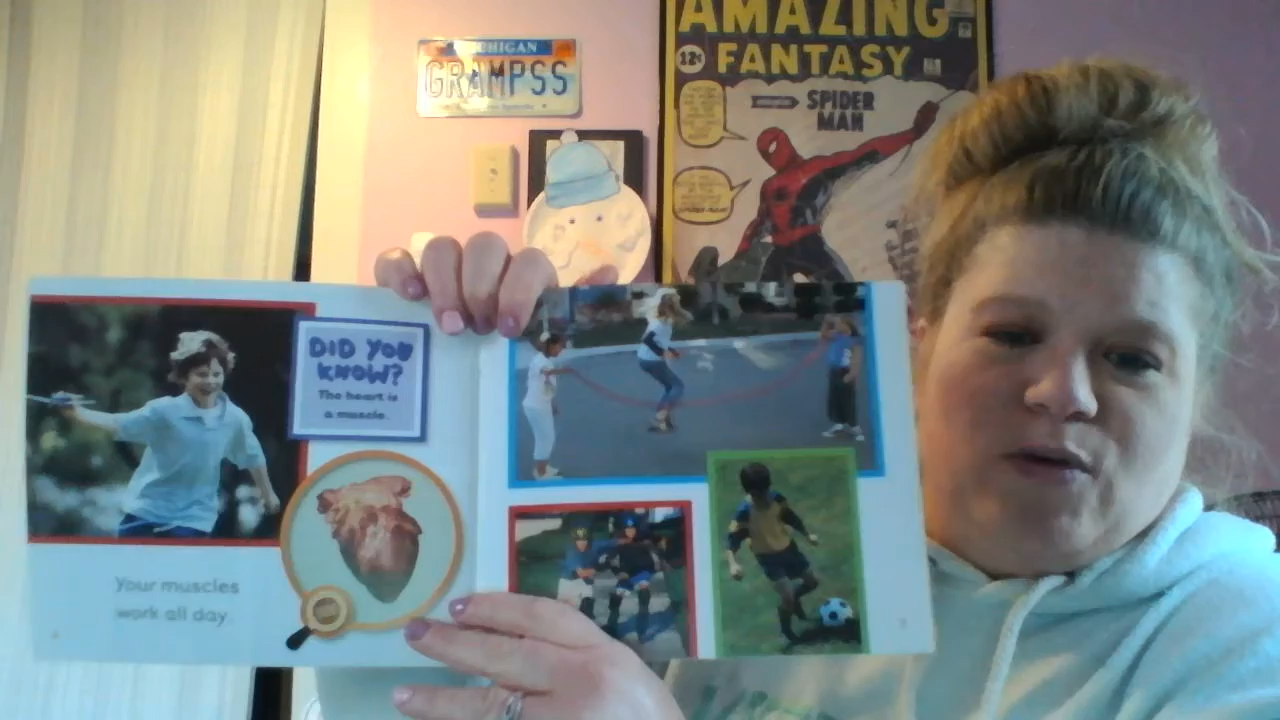 MICHIGAN
GRAMPSS
AMAZING
FANTASY
12¢
15
SPIDER
MAN
DID YOU
KNOW?
The heart is
a muscle.
Your muscles
work all day.